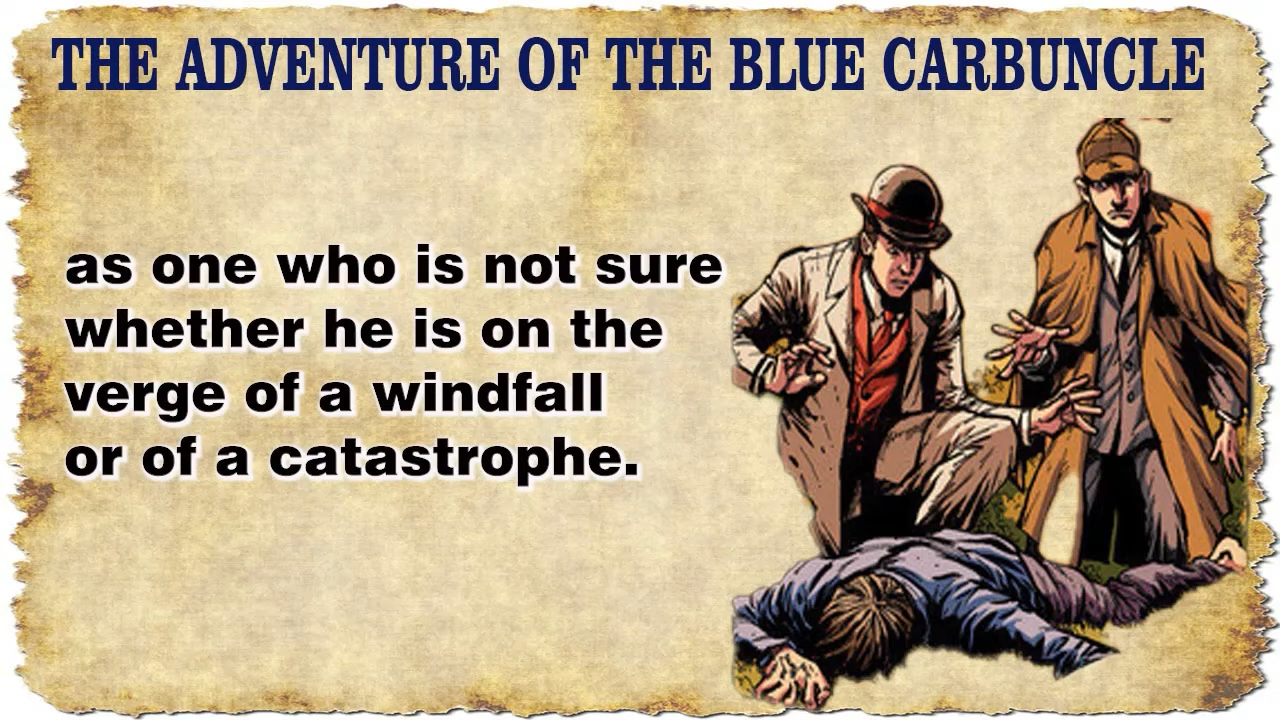 THE ADVENTURE OF THE BLUE CARBUNCLE
as one who is not sure
whether he is on the
verge of a windfall
or of a catastrophe.